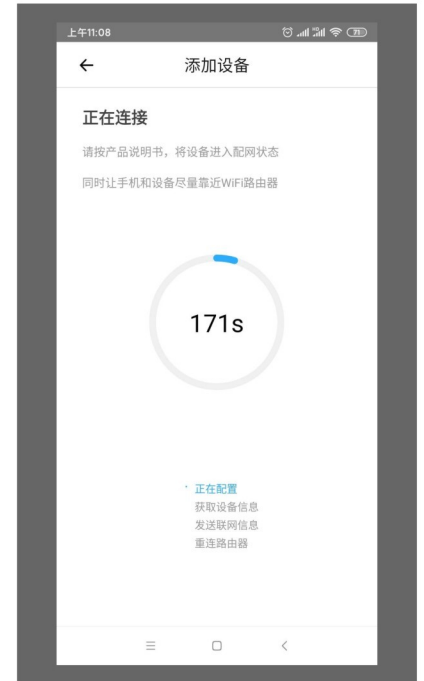 上午11:08
71
添加设备
正在连接
请按产品说明书，将设备进入配网状态
同时让手机和设备尽量靠近WiFi路由器
171s
正在配置
获取设备信息
发送联网信息
重连路由器